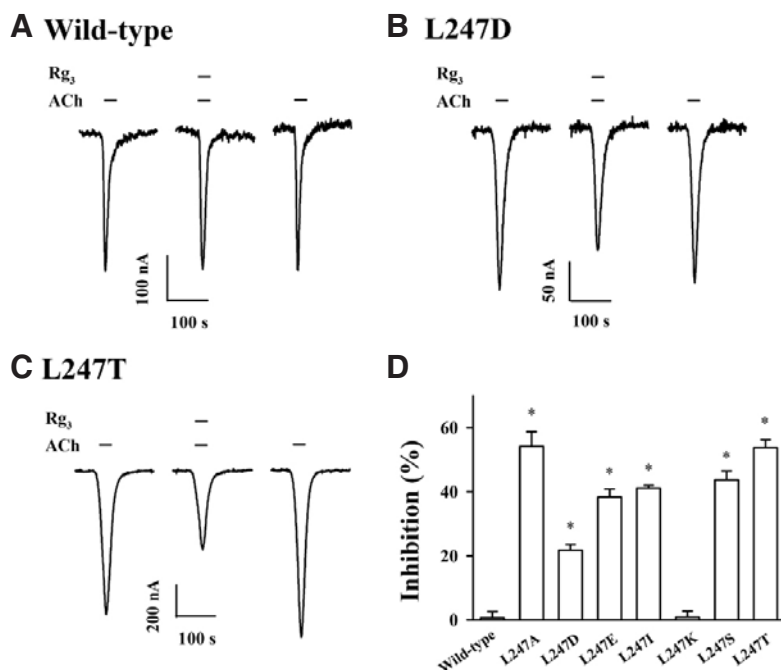 A Wild-type
Rg₃
ACh
100 nA
100 s
B L247D
Rg₃
ACh
50 nA
100 s
C L247T
Rg₃
ACh
200 nA
100 s
D
Inhibition (%)
60
40
20
0
* * * * * *
Wild-type L247A L247D L247E L247I L247K L247S L247T